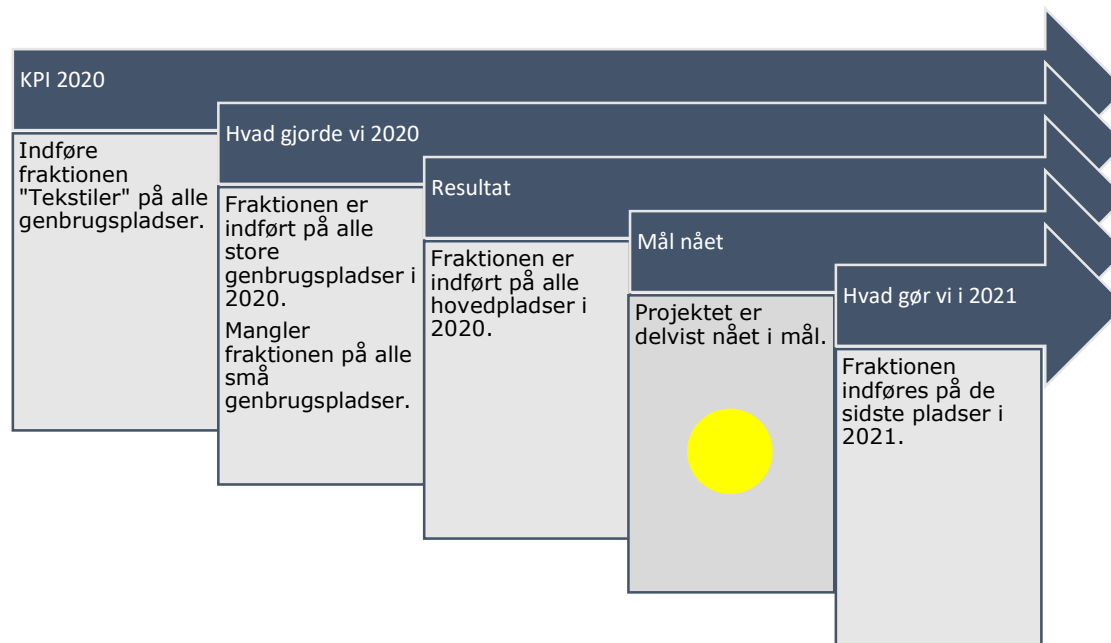 KPI 2020
Indføre
fraktionen
"Tekstiler" på alle
genbrugspladser.
Hvad gjorde vi 2020
Fraktionen er
indført på alle
store
genbrugspladser i
2020.
Mangler
fraktionen på alle
små
genbrugspladser.
Resultat
Fraktionen er
indført på alle
hovedpladser i
2020.
Mål nået
Projektet er
delvist nået i mål.
Hvad gør vi i 2021
Fraktionen
indføres på de
sidste pladser i
2021.